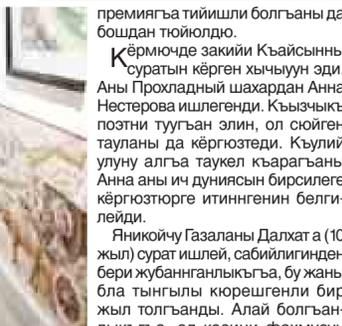 премиягъа тийишли болгъаны да
бошдан тюйюлдю.
Кёрмючде закийи Къайсынны
суратын кёрген хычыуун эди.
Аны Прохладный шахардан Анна
Нестерова ишлегенди. Къызчыкъ
поэтни туугъан элин, ол сюйген
тауланы да кёргюзтеди. Къулий
улуну алгъа таукел къарагъаны
Анна аны ич дуниясын бирсилеге
кёргюзтюрге итиннгенин белги-
лейди.
Яникойчу Газаланы Далхат а (10
жыл) сурат ишлей, сабийлигинден
бери жубаннганлыкъгъа, бу жаны
бла тынгылы кюрешгенли бир
жыл толгъанды. Алай болгъан-